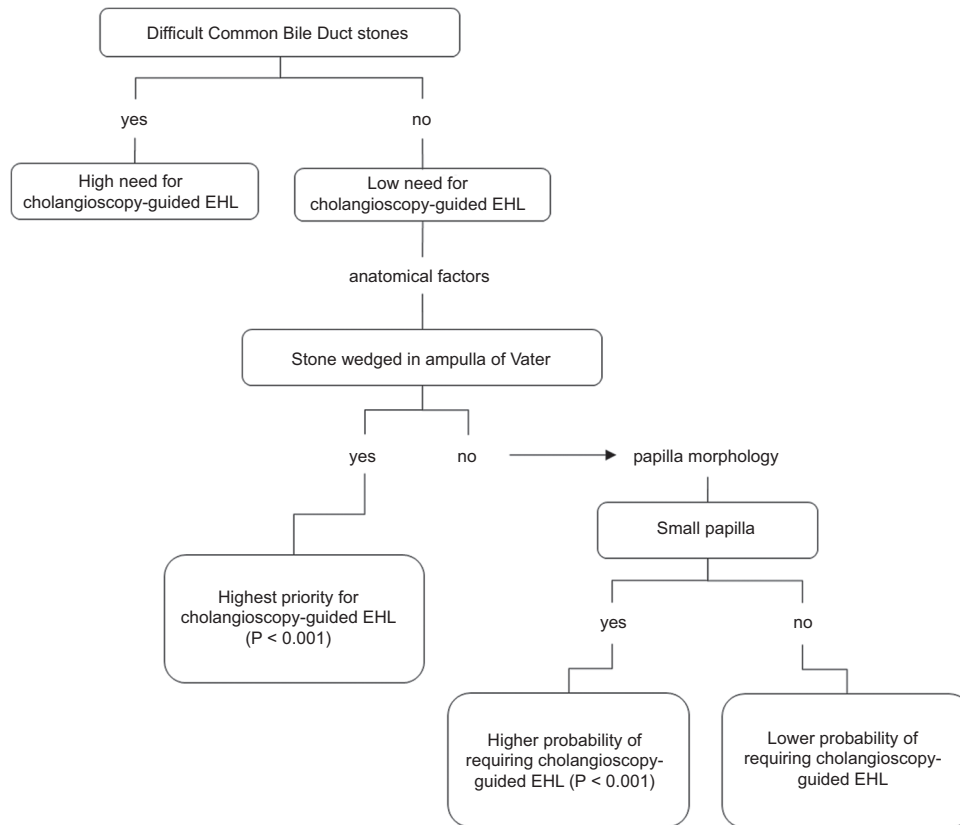 Difficult Common Bile Duct stones
yes
no
High need for
cholangioscopy-guided EHL
Low need for
cholangioscopy-guided EHL
anatomical factors
Stone wedged in ampulla of Vater
yes
no
papilla morphology
Small papilla
Highest priority for
cholangioscopy-guided EHL
(P < 0.001)
yes
no
Higher probability of
requiring cholangioscopy-
guided EHL (P < 0.001)
Lower probability of
requiring cholangioscopy-
guided EHL